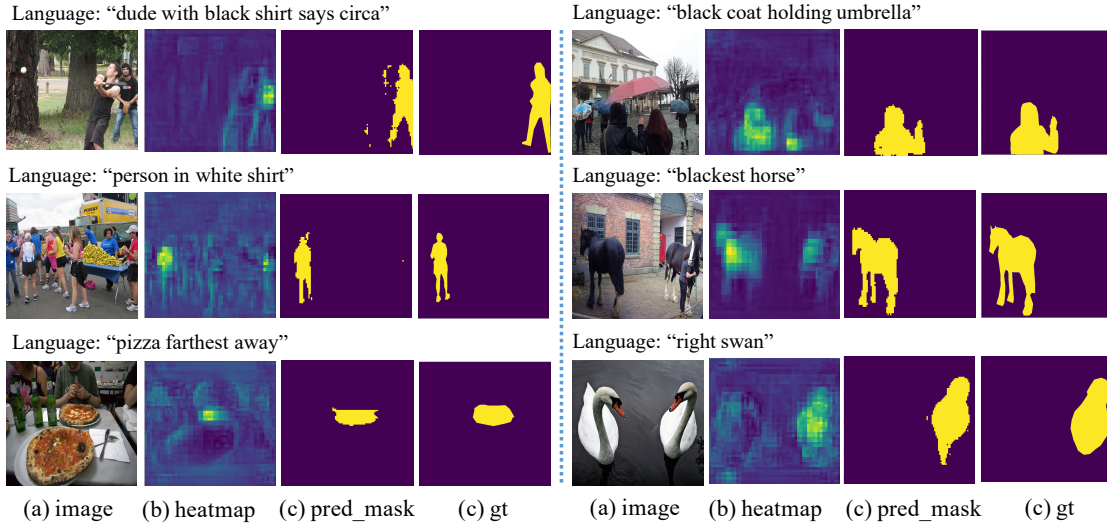 Language: “dude with black shirt says circa”
Language: “black coat holding umbrella”
Language: “person in white shirt”
Language: “blackest horse”
Language: “pizza farthest away”
Language: “right swan”
(a) image (b) heatmap (c) pred_mask (c) gt
(a) image (b) heatmap (c) pred_mask (c) gt